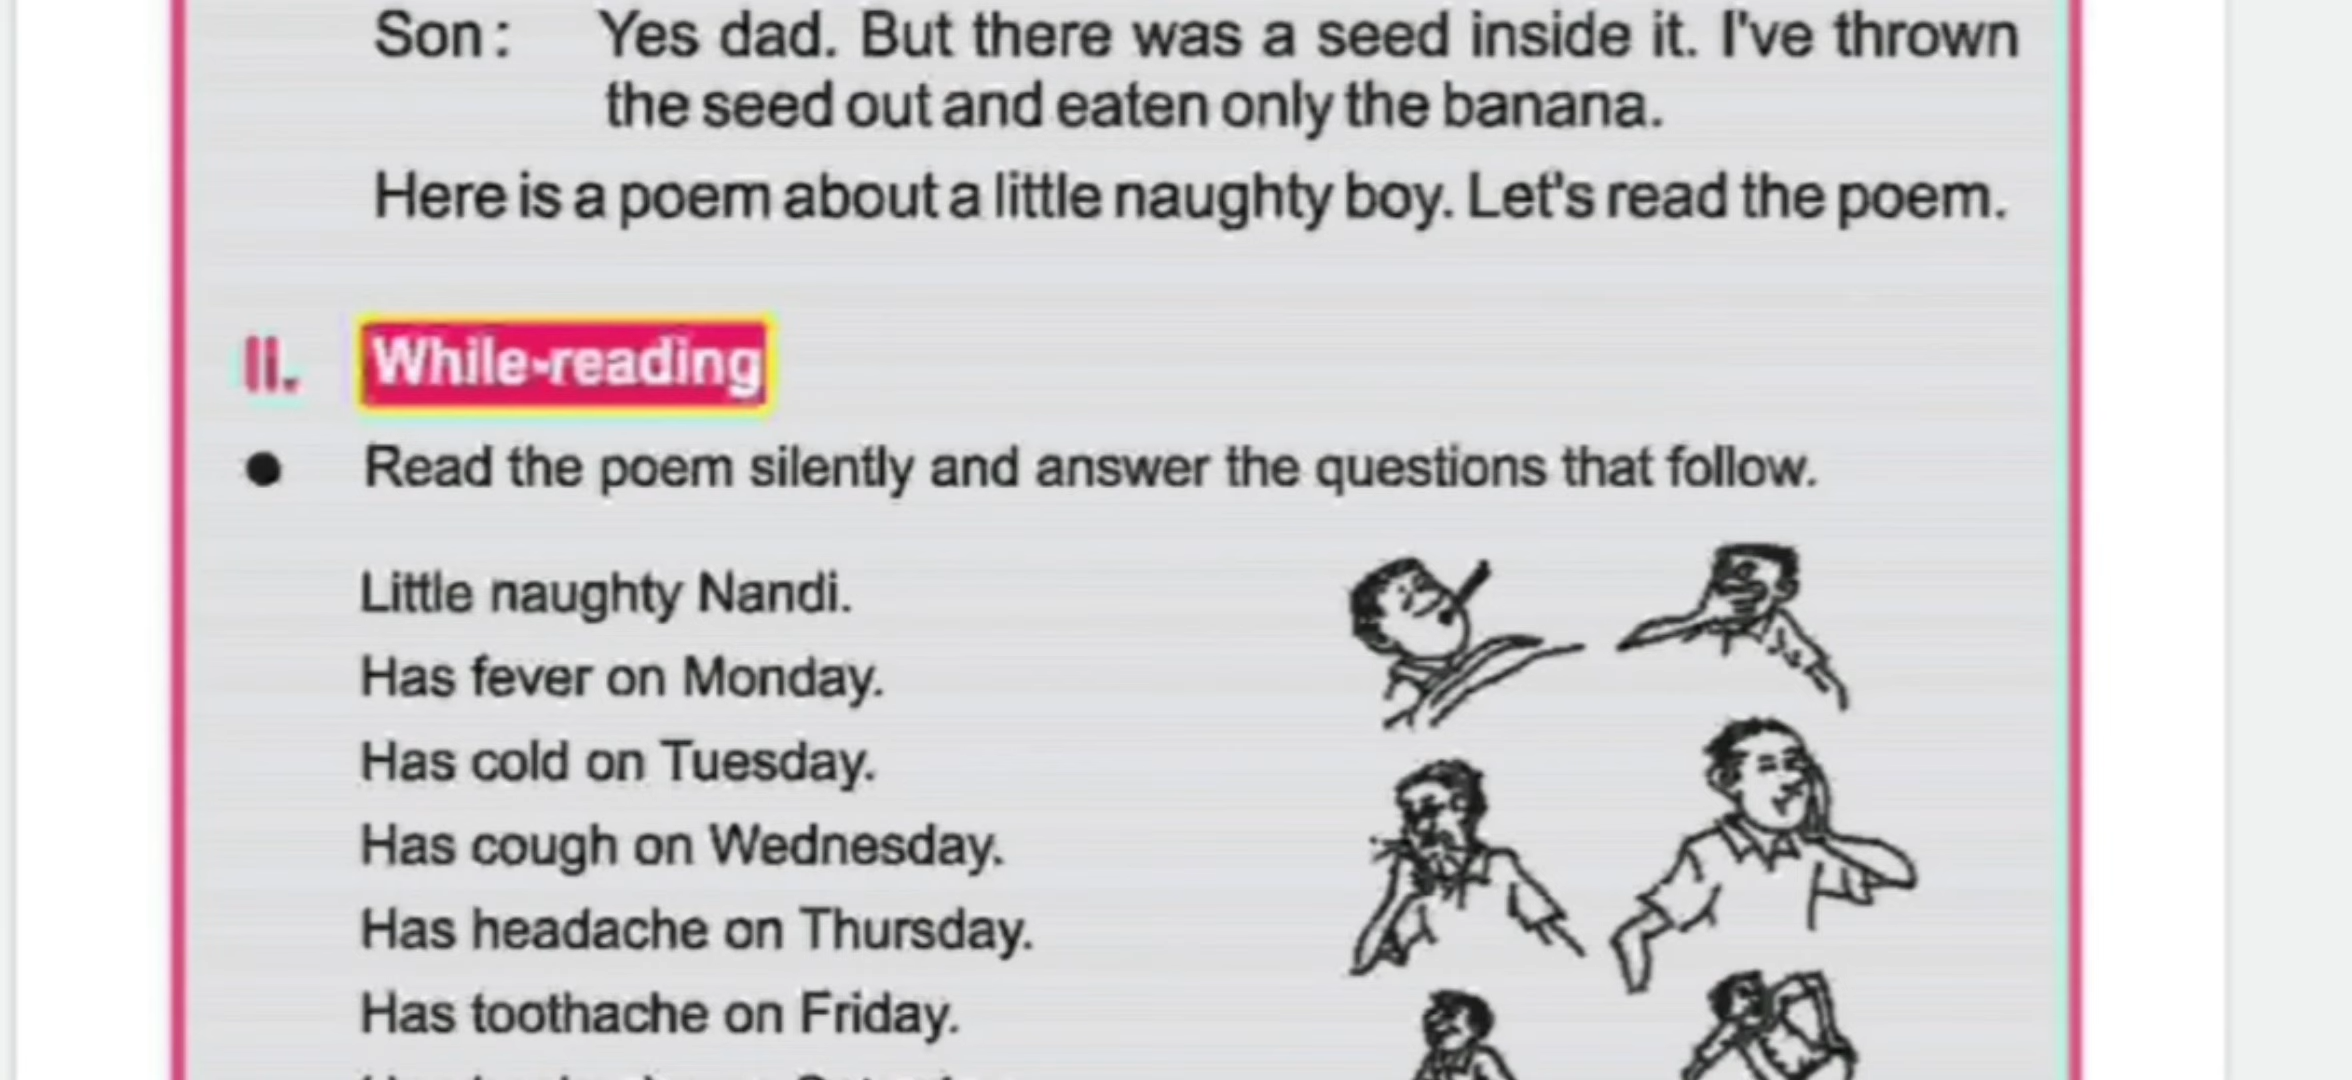 Son: Yes dad. But there was a seed inside it. I've thrown
the seed out and eaten only the banana.
Here is a poem about a little naughty boy. Let's read the poem.
II. While-reading
● Read the poem silently and answer the questions that follow.
Little naughty Nandi.
Has fever on Monday.
Has cold on Tuesday.
Has cough on Wednesday.
Has headache on Thursday.
Has toothache on Friday.